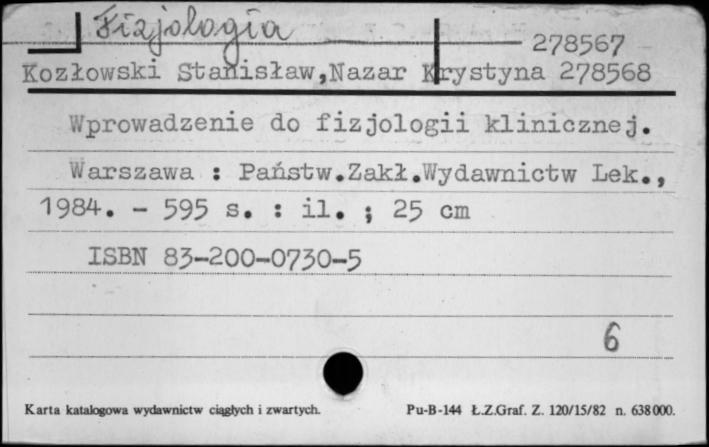 Fizjologia
278567
Kozłowski Stanisław,Nazar Krystyna 278568
Wprowadzenie do fizjologii klinicznej.
Warszawa : Państw.Zakł.Wydawnictw Lek.,
1984. - 595 s. : il. ; 25 cm
ISBN 83-200-0730-5
6
Karta katalogowa wydawnictw ciągłych i zwartych. Pu-B-144 Ł.Z.Graf. Z. 120/15/82 n. 638000.